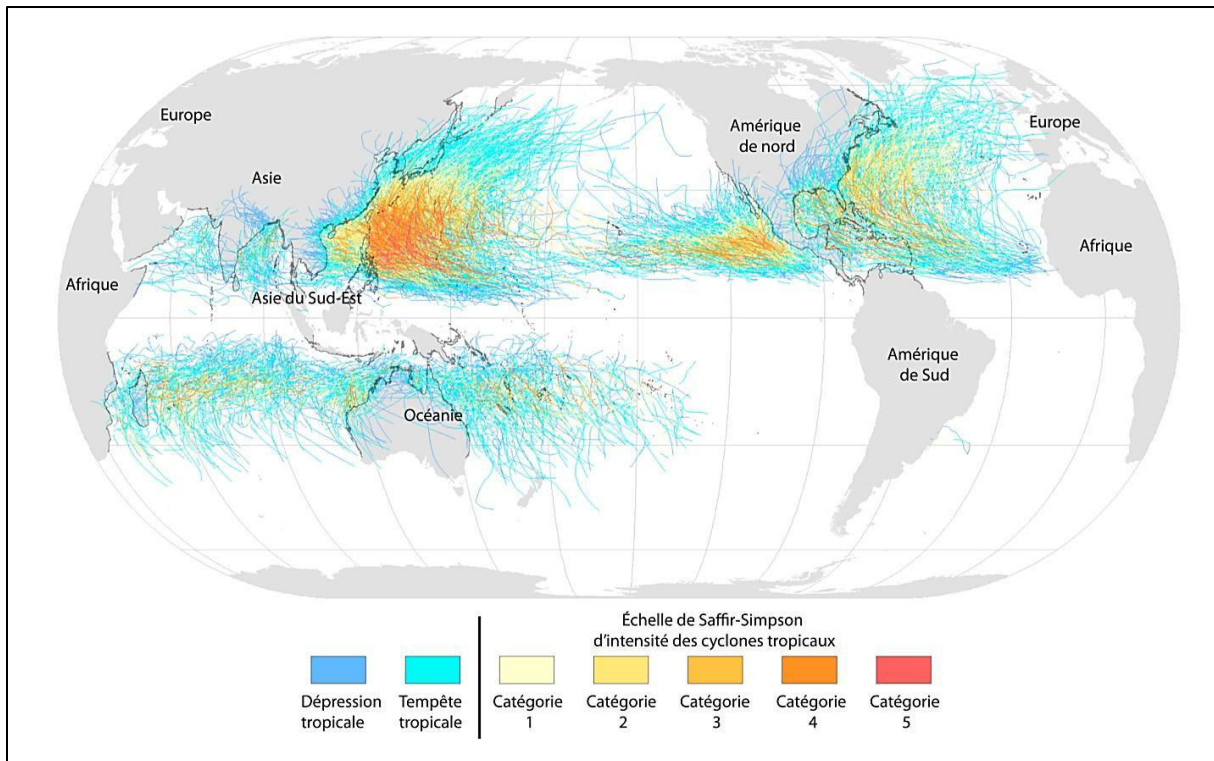 Europe
Asie
Afrique
Asie du Sud-Est
Océanie
Amérique
de nord
Amérique
de Sud
Europe
Afrique
Échelle de Saffir-Simpson
d'intensité des cyclones tropicaux
Dépression
tropicale
Tempête
tropicale
Catégorie
1
Catégorie
2
Catégorie
3
Catégorie
4
Catégorie
5